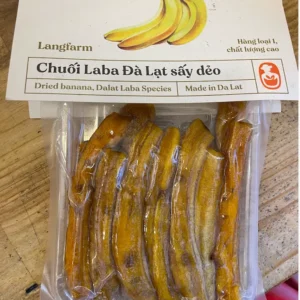 Langfarm
Hàng loại 1,
chất lượng cao
Chuối Laba Đà Lạt sấy dẻo
Dried banana, Dalat Laba Species
Made in Da Lat